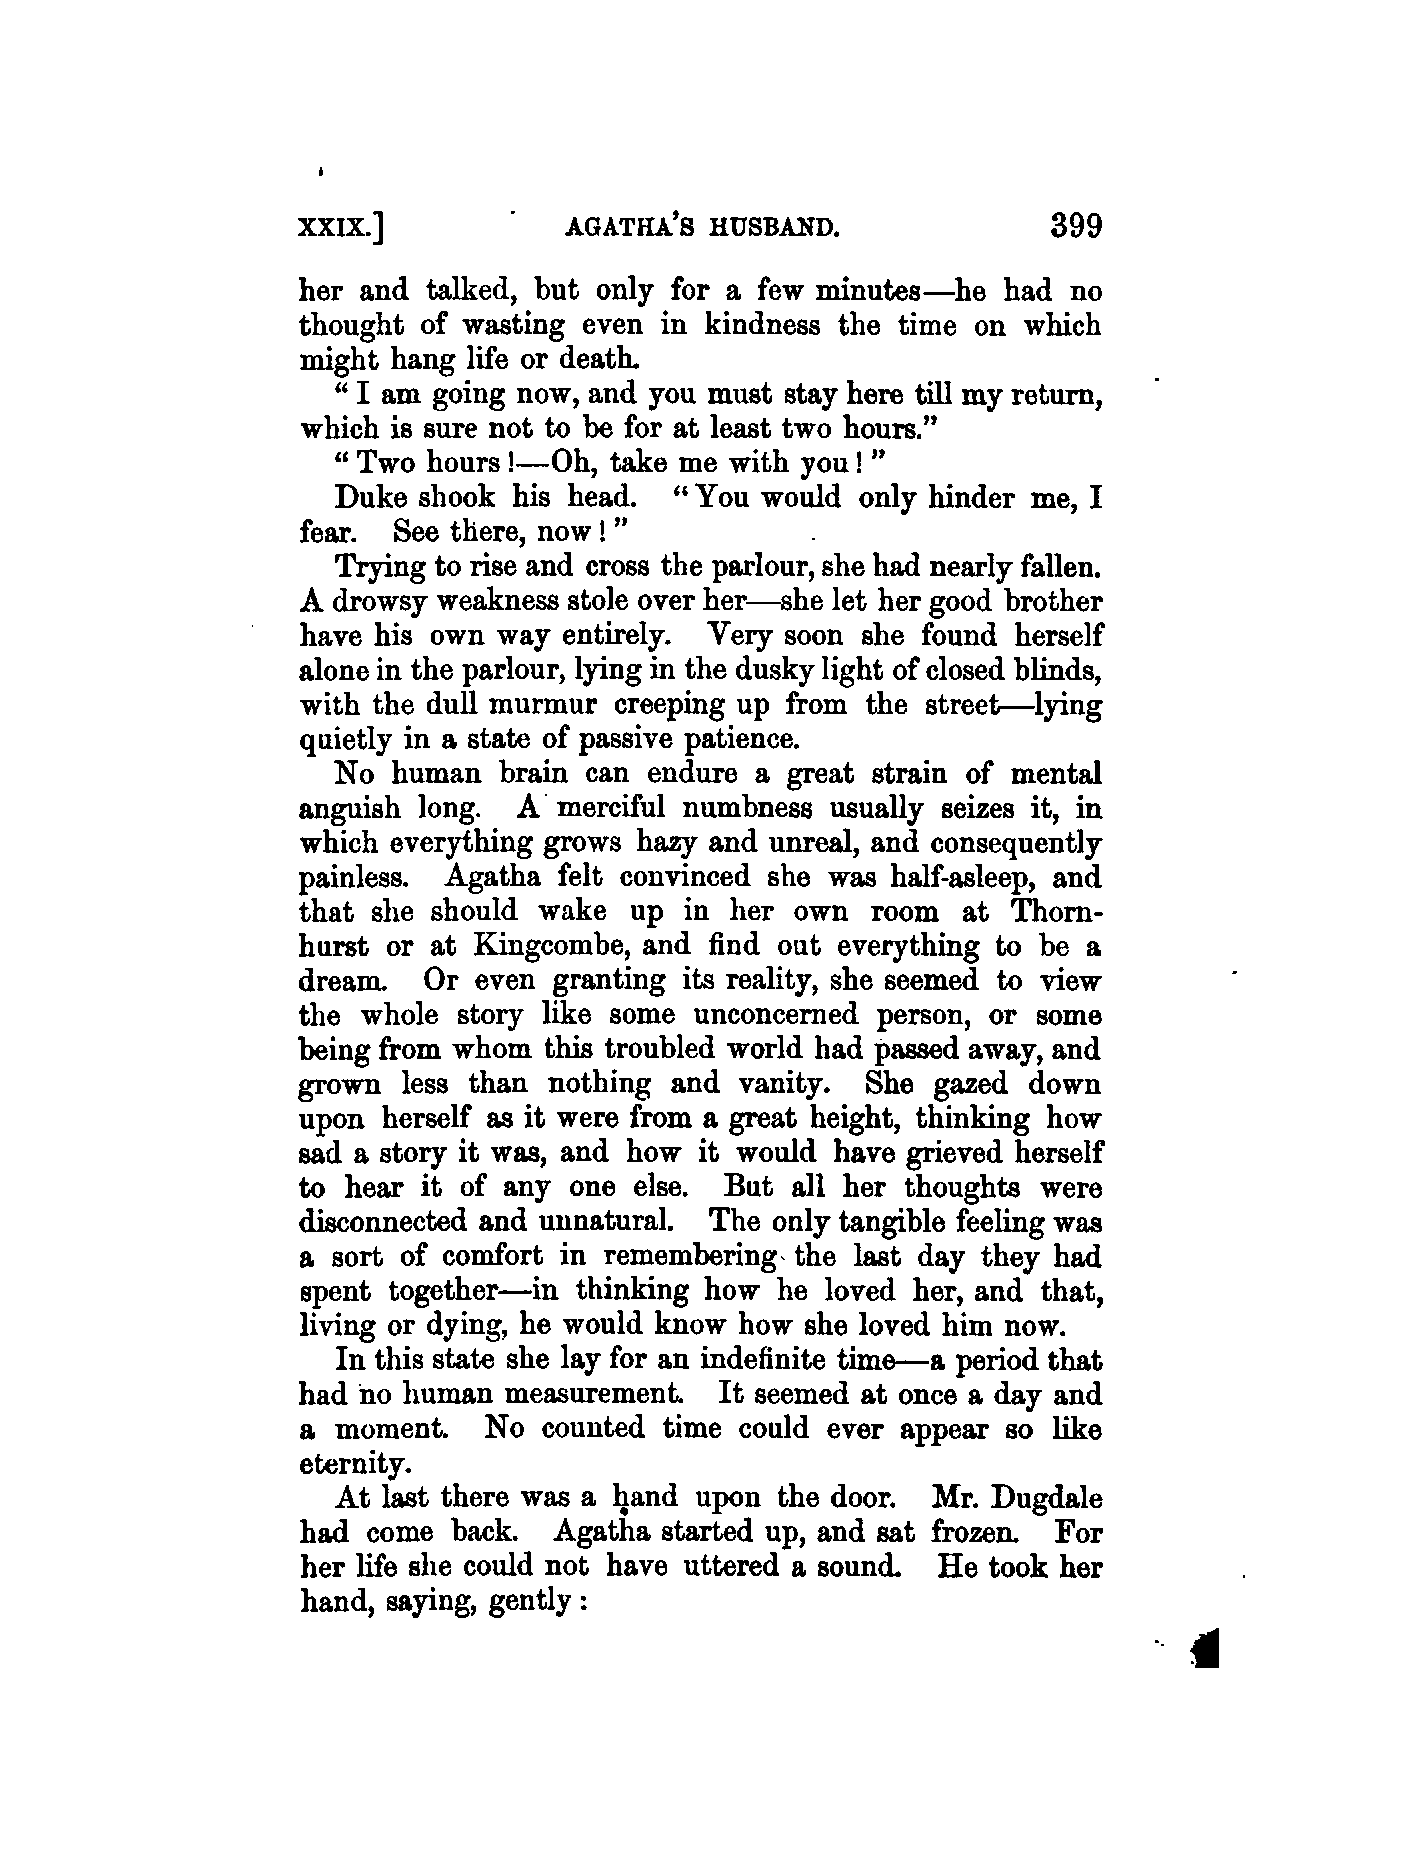 XXIX.] AGATHA'S HUSBAND. 399
her and talked, but only for a few minutes—he had no
thought of wasting even in kindness the time on which
might hang life or death.
"I am going now, and you must stay here till my return,
which is sure not to be for at least two hours."
"Two hours!—Oh, take me with you!"
Duke shook his head. "You would only hinder me, I
fear. See there, now!"
Trying to rise and cross the parlour, she had nearly fallen.
A drowsy weakness stole over her—she let her good brother
have his own way entirely. Very soon she found herself
alone in the parlour, lying in the dusky light of closed blinds,
with the dull murmur creeping up from the street—lying
quietly in a state of passive patience.
No human brain can endure a great strain of mental
anguish long. A merciful numbness usually seizes it, in
which everything grows hazy and unreal, and consequently
painless. Agatha felt convinced she was half-asleep, and
that she should wake up in her own room at Thorn-
hurst or at Kingcombe, and find out everything to be a
dream. Or even granting its reality, she seemed to view
the whole story like some unconcerned person, or some
being from whom this troubled world had passed away, and
grown less than nothing and vanity. She gazed down
upon herself as it were from a great height, thinking how
sad a story it was, and how it would have grieved herself
to hear it of any one else. But all her thoughts were
disconnected and unnatural. The only tangible feeling was
a sort of comfort in remembering the last day they had
spent together—in thinking how he loved her, and that,
living or dying, he would know how she loved him now.
In this state she lay for an indefinite time—a period that
had no human measurement. It seemed at once a day and
a moment. No counted time could ever appear so like
eternity.
At last there was a hand upon the door. Mr. Dugdale
had come back. Agatha started up, and sat frozen. For
her life she could not have uttered a sound. He took her
hand, saying, gently: